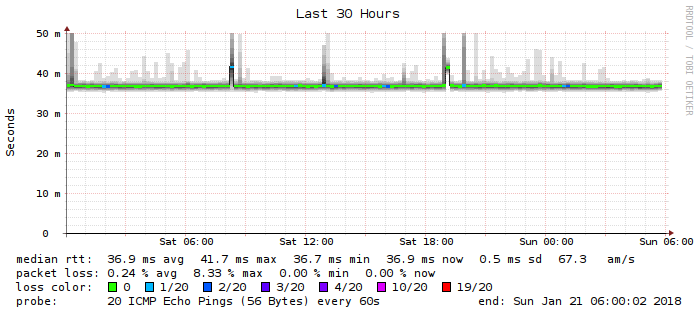 Last 30 Hours
RRDTOOL / TOBI OETIKER
Seconds
50 m
40 m
30 m
20 m
10 m
0
Sat 06:00 Sat 12:00 Sat 18:00 Sun 00:00 Sun 06:00
median rtt: 36.9 ms avg 41.7 ms max 36.7 ms min 36.9 ms now 0.5 ms sd 67.3 am/s
packet loss: 0.24 % avg 8.33 % max 0.00 % min 0.00 % now
loss color: 0 1/20 2/20 3/20 4/20 10/20 19/20
probe: 20 ICMP Echo Pings (56 Bytes) every 60s end: Sun Jan 21 06:00:02 2018